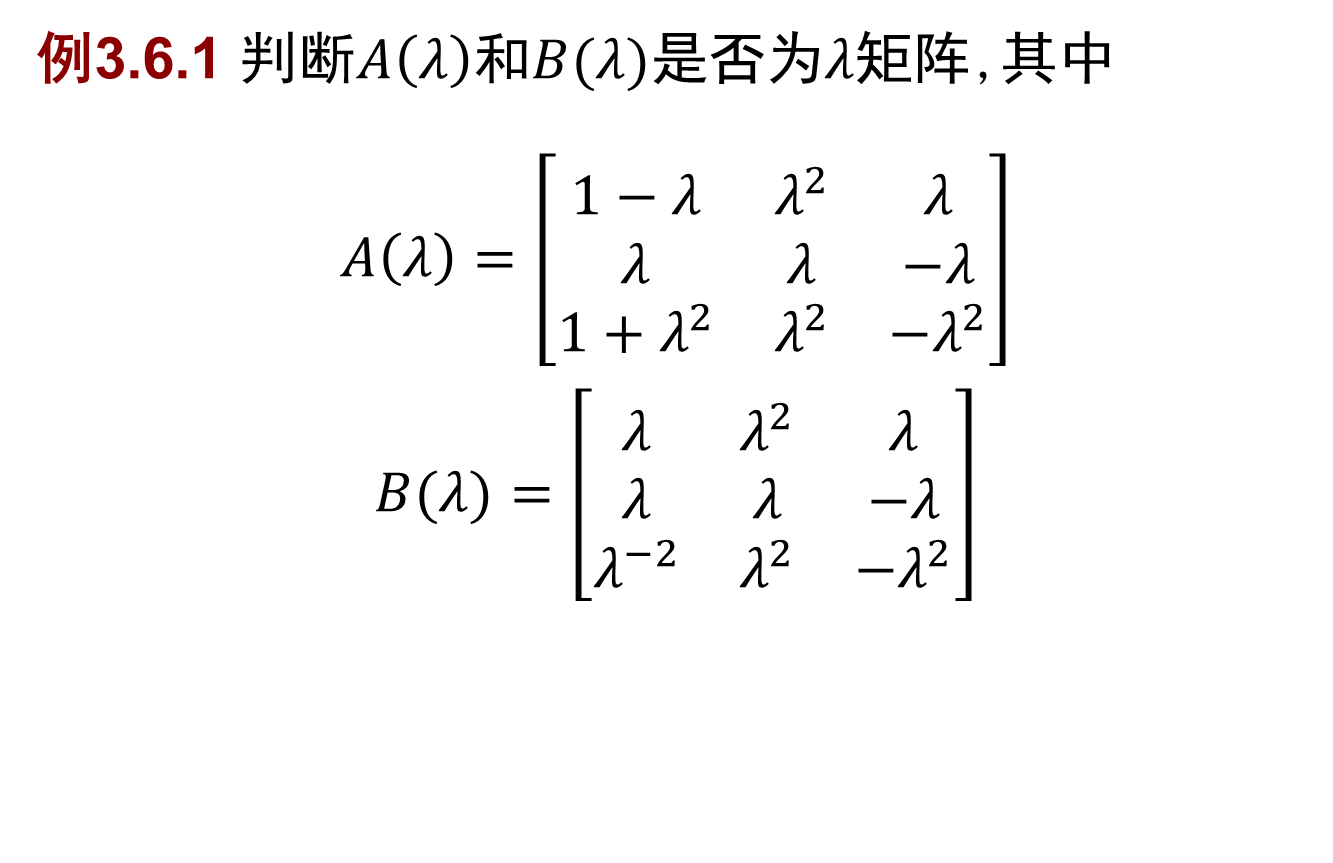 例3.6.1 判断A(λ)和B(λ)是否为λ矩阵, 其中
A(λ) = [1 − λ λ² λ
λ λ −λ
1 + λ² λ² −λ²]
B(λ) = [λ λ² λ
λ λ −λ
λ⁻² λ² −λ²]